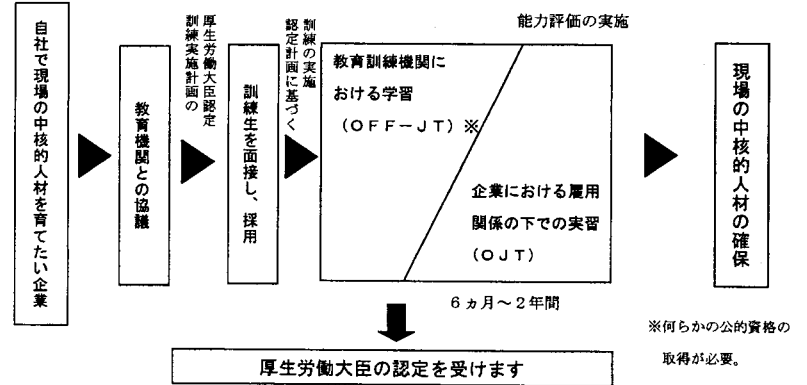 自社で現場の中核的人材を育てたい企業
教育機関との協議
訓練実施計画の
厚生労働大臣認定
訓練生を面接し、採用
認定計画に基づく
訓練の実施
能力評価の実施
教育訓練機関に
おける学習
（ＯＦＦ－ＪＴ）※
企業における雇用
関係の下での実習
（ＯＪＴ）
６ヵ月～２年間
現場の中核的人材の確保
※何らかの公的資格の
取得が必要。
厚生労働大臣の認定を受けます